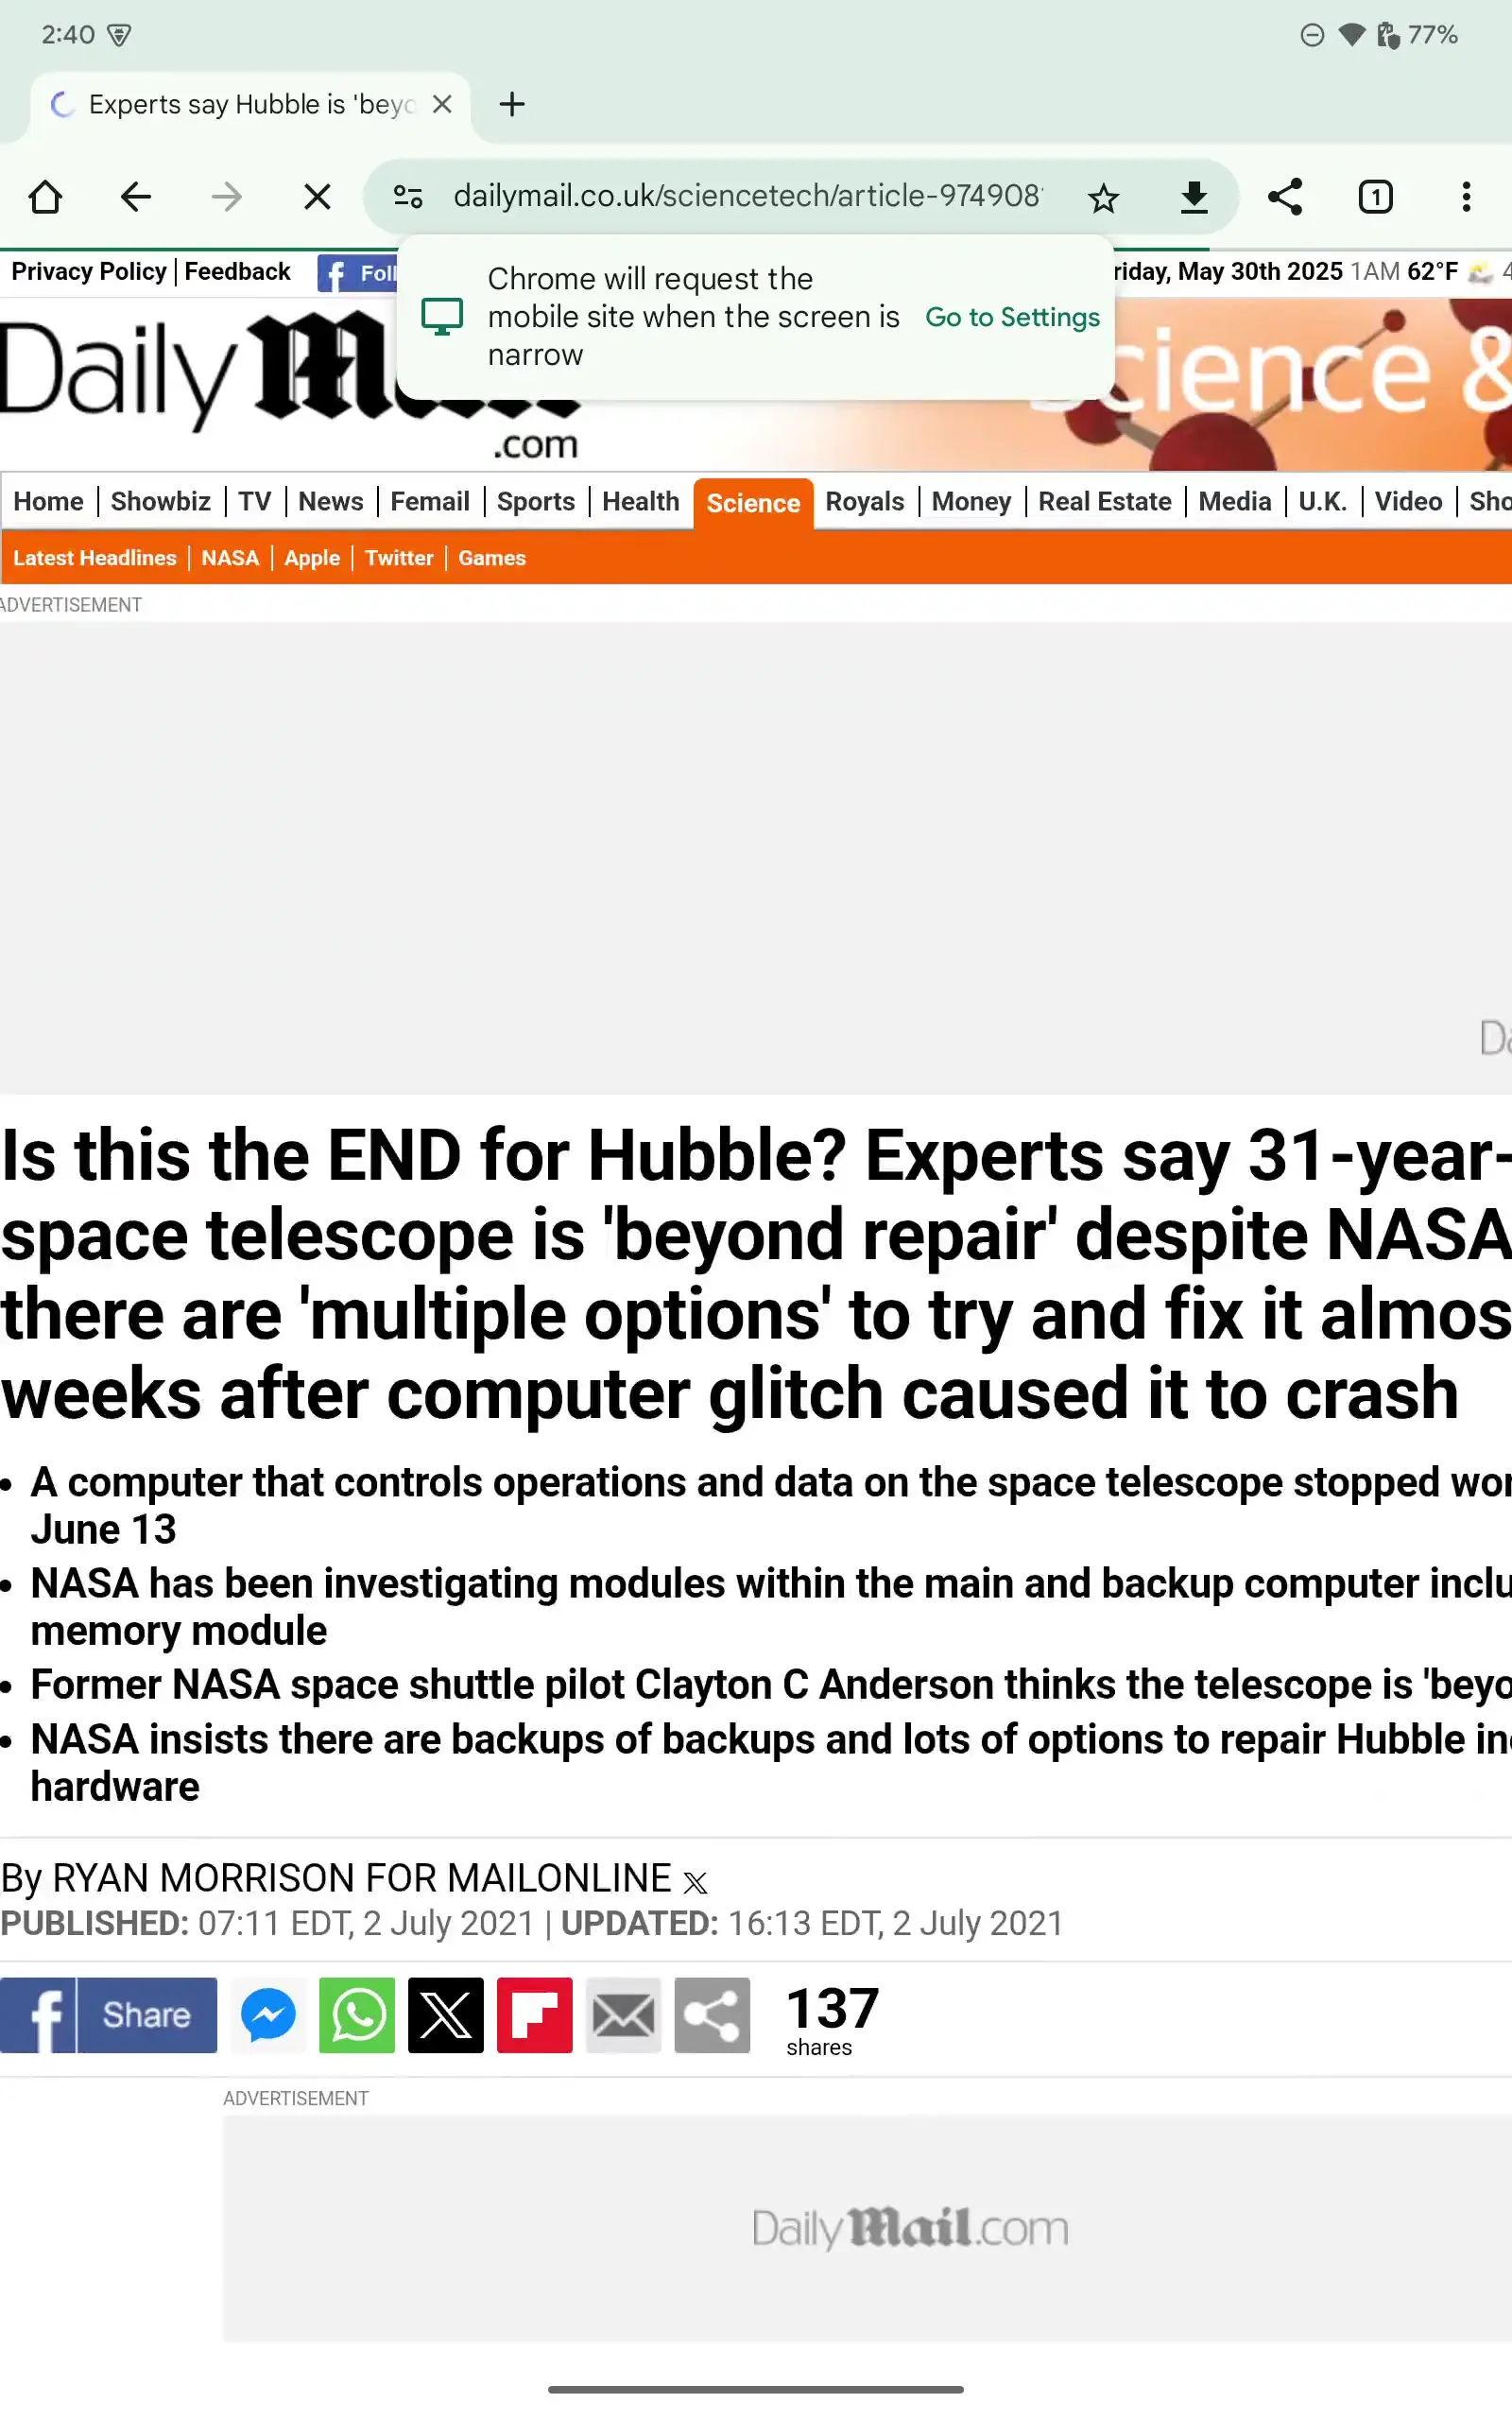 2:40
77%
Experts say Hubble is 'beyo
dailymail.co.uk/sciencetech/article-974908
Privacy Policy | Feedback
Foll
riday, May 30th 2025 1AM 62°F
Chrome will request the
mobile site when the screen is
narrow
Go to Settings
Daily Mail
.com
cience &
Home | Showbiz | TV | News | Femail | Sports | Health | Science | Royals | Money | Real Estate | Media | U.K. | Video | Sho
Latest Headlines | NASA | Apple | Twitter | Games
ADVERTISEMENT
Is this the END for Hubble? Experts say 31-year-
space telescope is 'beyond repair' despite NASA
there are 'multiple options' to try and fix it almos
weeks after computer glitch caused it to crash
• A computer that controls operations and data on the space telescope stopped wor
June 13
• NASA has been investigating modules within the main and backup computer inclu
memory module
• Former NASA space shuttle pilot Clayton C Anderson thinks the telescope is 'beyo
• NASA insists there are backups of backups and lots of options to repair Hubble in
hardware
By RYAN MORRISON FOR MAILONLINE
PUBLISHED: 07:11 EDT, 2 July 2021 | UPDATED: 16:13 EDT, 2 July 2021
Share
137
shares
ADVERTISEMENT
Daily Mail.com